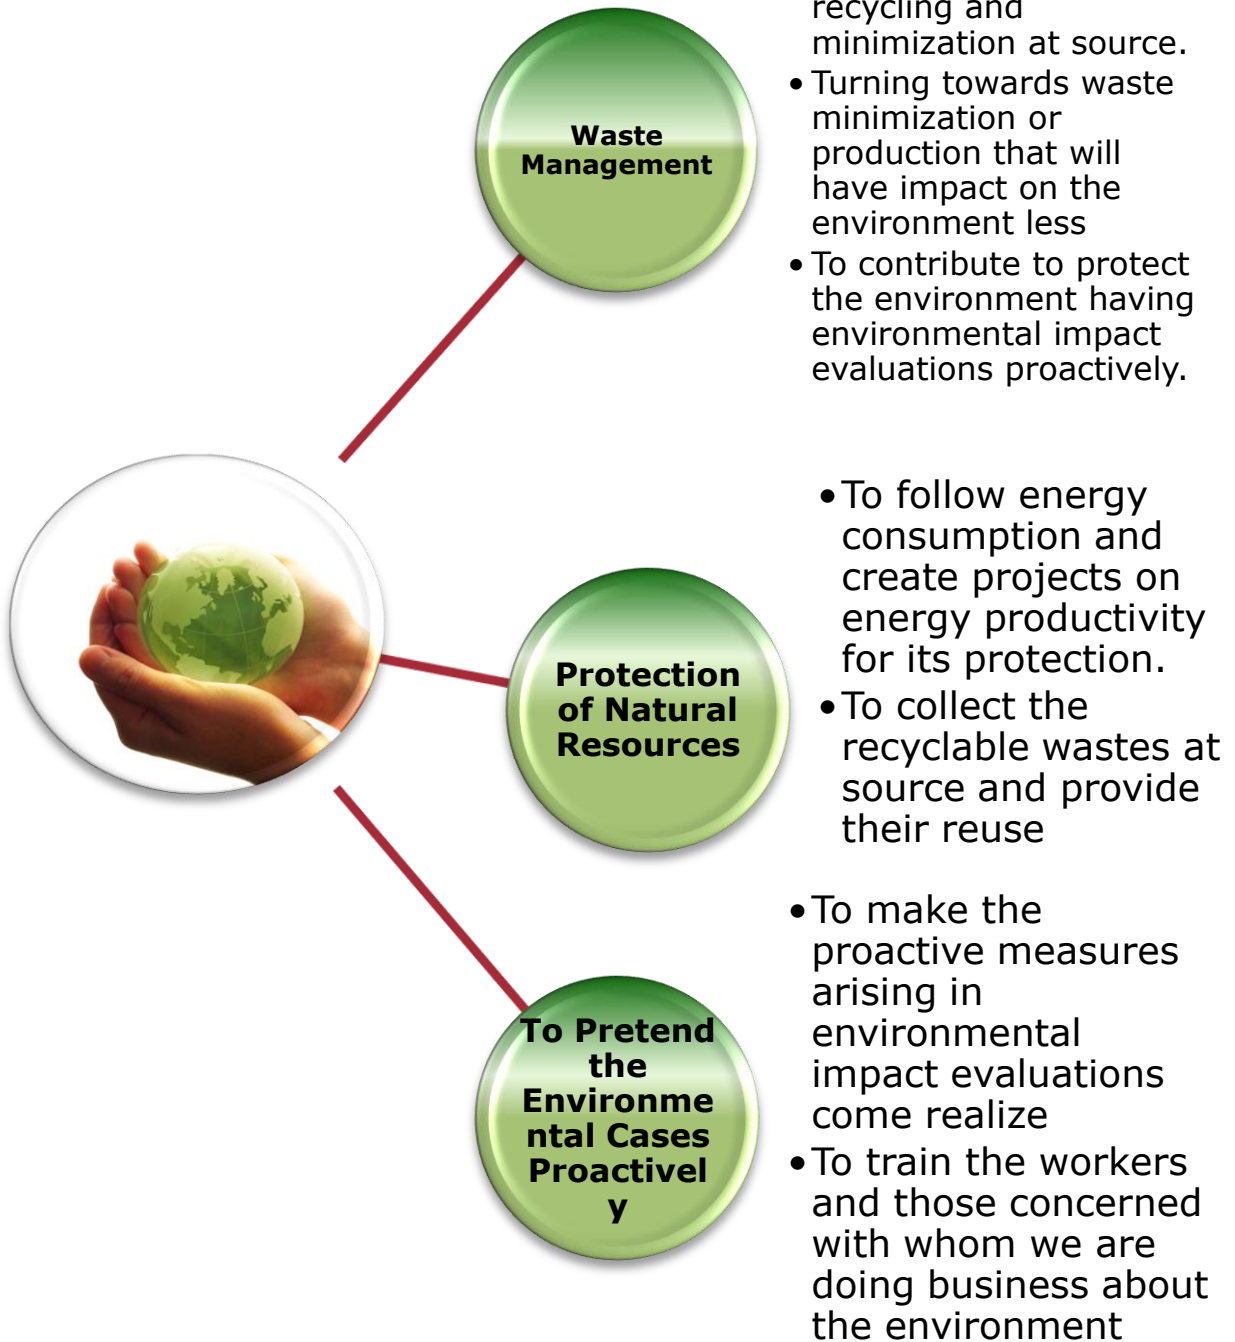 recycling and
minimization at source.
• Turning towards waste
minimization or
production that will
have impact on the
environment less
• To contribute to protect
the environment having
environmental impact
evaluations proactively.
Waste
Management
• To follow energy
consumption and
create projects on
energy productivity
for its protection.
• To collect the
recyclable wastes at
source and provide
their reuse
Protection
of Natural
Resources
• To make the
proactive measures
arising in
environmental
impact evaluations
come realize
• To train the workers
and those concerned
with whom we are
doing business about
the environment
To Pretend
the
Environme
ntal Cases
Proactivel
y